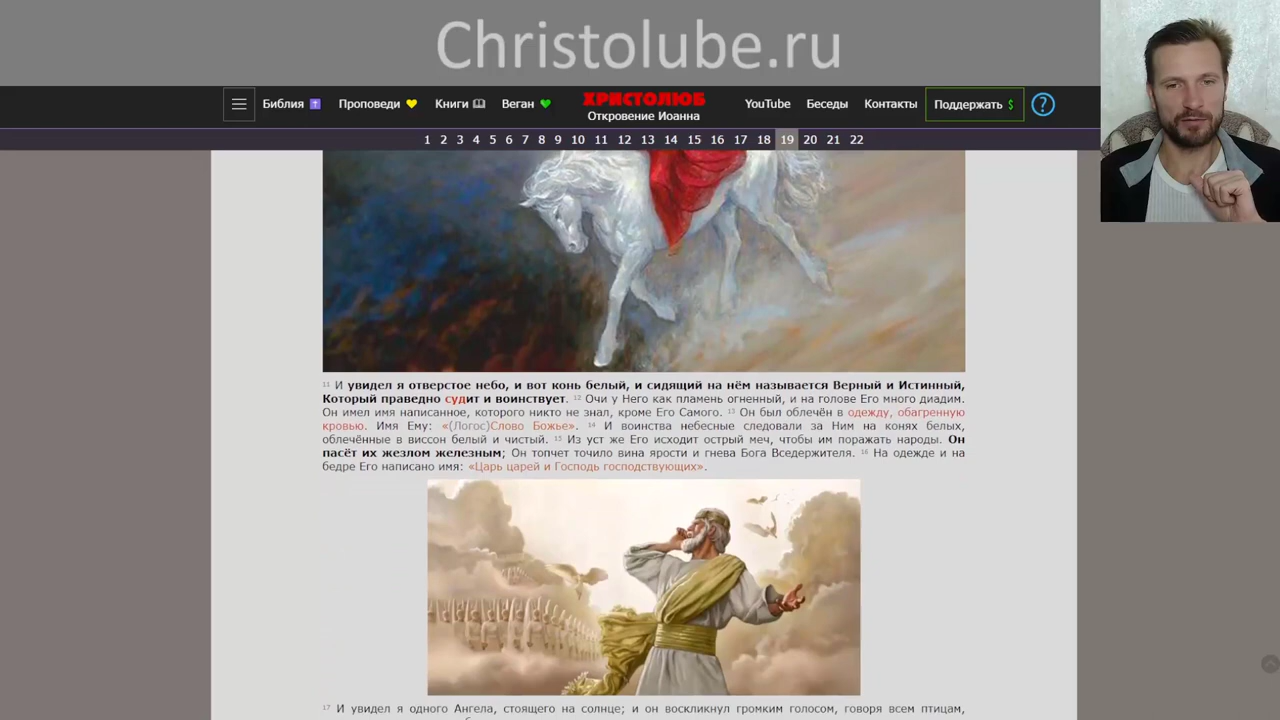 Christolube.ru
Библия Проповеди Книги Веган ХРИСТОЛЮБ YouTube Беседы Контакты Поддержать $ ?
Откровение Иоанна
1 2 3 4 5 6 7 8 9 10 11 12 13 14 15 16 17 18 19 20 21 22
11 И увидел я отверстое небо, и вот конь белый, и сидящий на нём называется Верный и Истинный,
Который праведно судит и воинствует. 12 Очи у Него как пламень огненный, и на голове Его много диадим.
Он имел имя написанное, которого никто не знал, кроме Его Самого. 13 Он был облечён в одежду, обагренную
кровью. Имя Ему: «(Логос)Слово Божье». 14 И воинства небесные следовали за Ним на конях белых,
облечённые в виссон белый и чистый. 15 Из уст же Его исходит острый меч, чтобы им поражать народы. Он
пасёт их жезлом железным; Он топчет точило вина ярости и гнева Бога Вседержителя. 16 На одежде и на
бедре Его написано имя: «Царь царей и Господь господствующих».
17 И увидел я одного Ангела, стоящего на солнце; и он воскликнул громким голосом, говоря всем птицам,